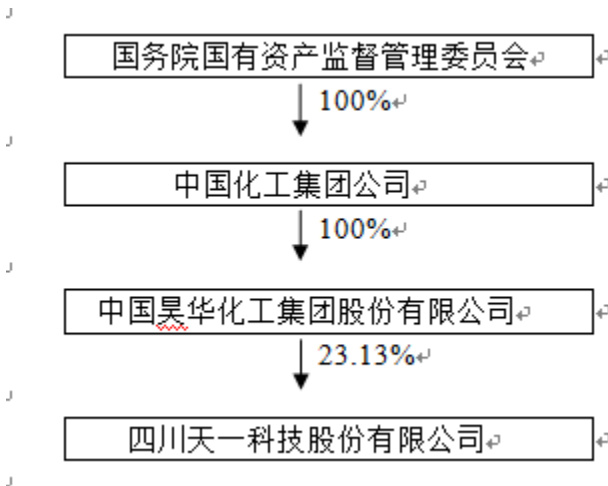 国务院国有资产监督管理委员会
100%
中国化工集团公司
100%
中国昊华化工集团股份有限公司
23.13%
四川天一科技股份有限公司